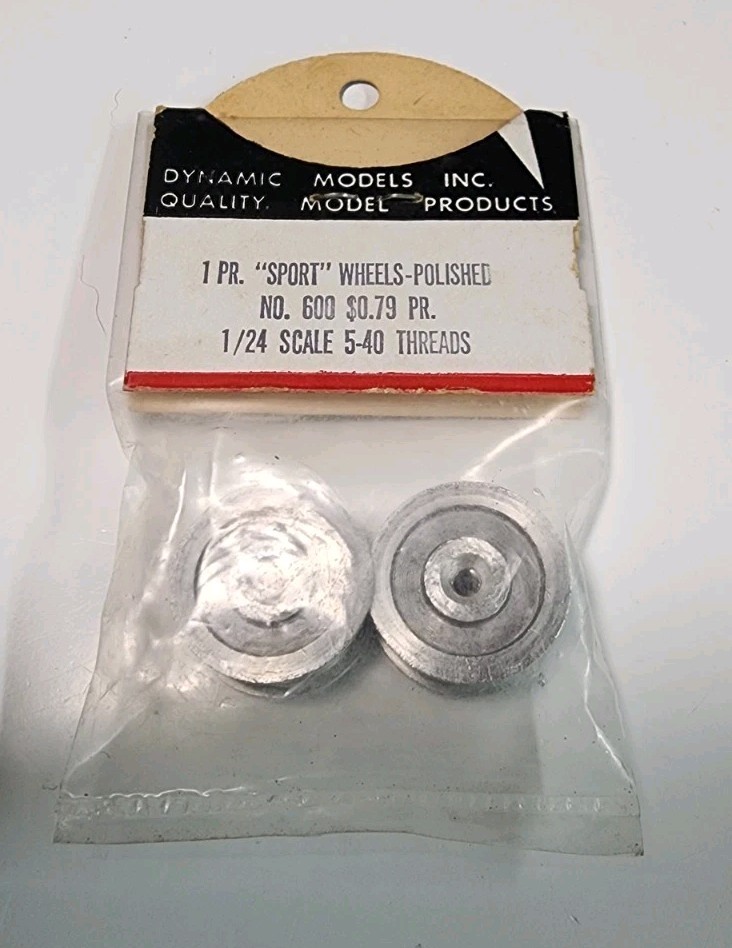 DYNAMIC MODELS INC.
QUALITY MODEL PRODUCTS
1 PR. “SPORT” WHEELS-POLISHED
NO. 600 $0.79 PR.
1/24 SCALE 5-40 THREADS